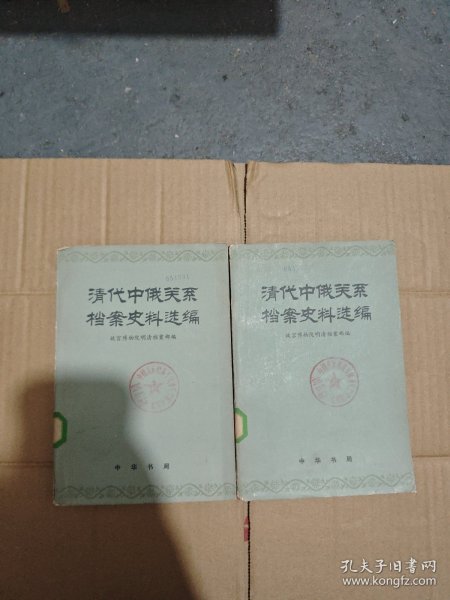 051931
清代中俄关系
档案史料选编
故宫博物院明清档案部编
中华书局
清代中俄关系
档案史料选编
故宫博物院明清档案部编
中华书局
孔夫子旧书网
www.kongfz.com